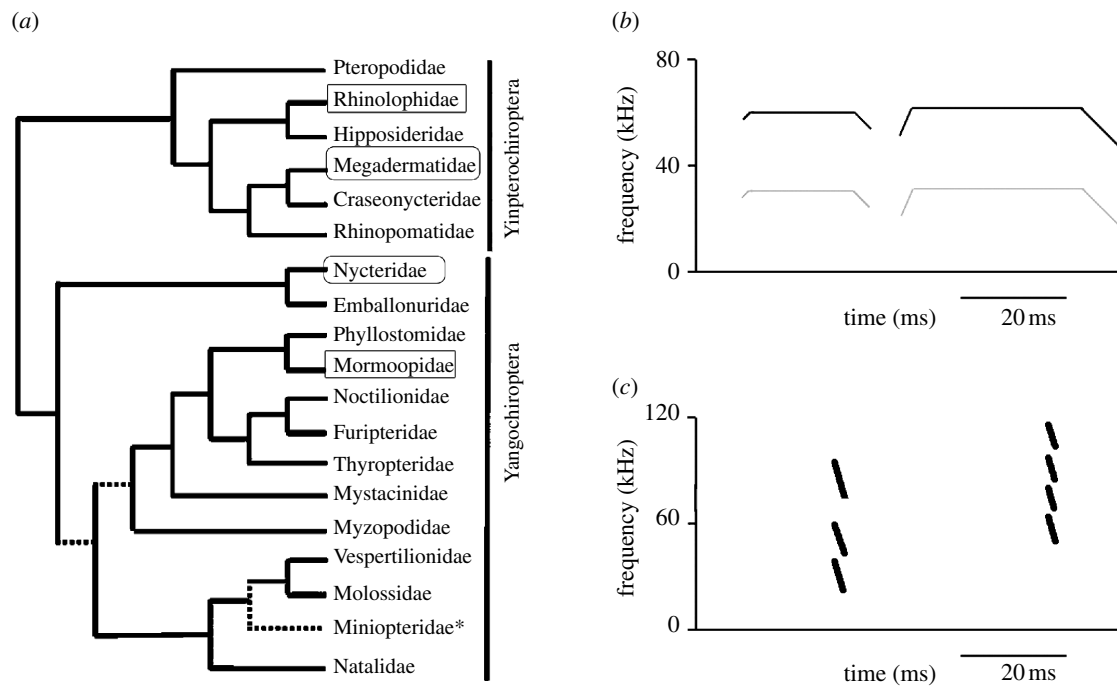 (a)
Pteropodidae
Rhinolophidae
Hipposideridae
Megadermatidae
Craseonycteridae
Rhinopomatidae
Yinpterochiroptera
Nycteridae
Emballonuridae
Phyllostomidae
Mormoopidae
Noctilionidae
Furipteridae
Thyropteridae
Mystacinidae
Myzopodidae
Vespertilionidae
Molossidae
Miniopteridae*
Natalidae
Yangochiroptera
(b)
80
40
0
frequency (kHz)
time (ms)
20 ms
(c)
120
60
0
frequency (kHz)
time (ms)
20 ms